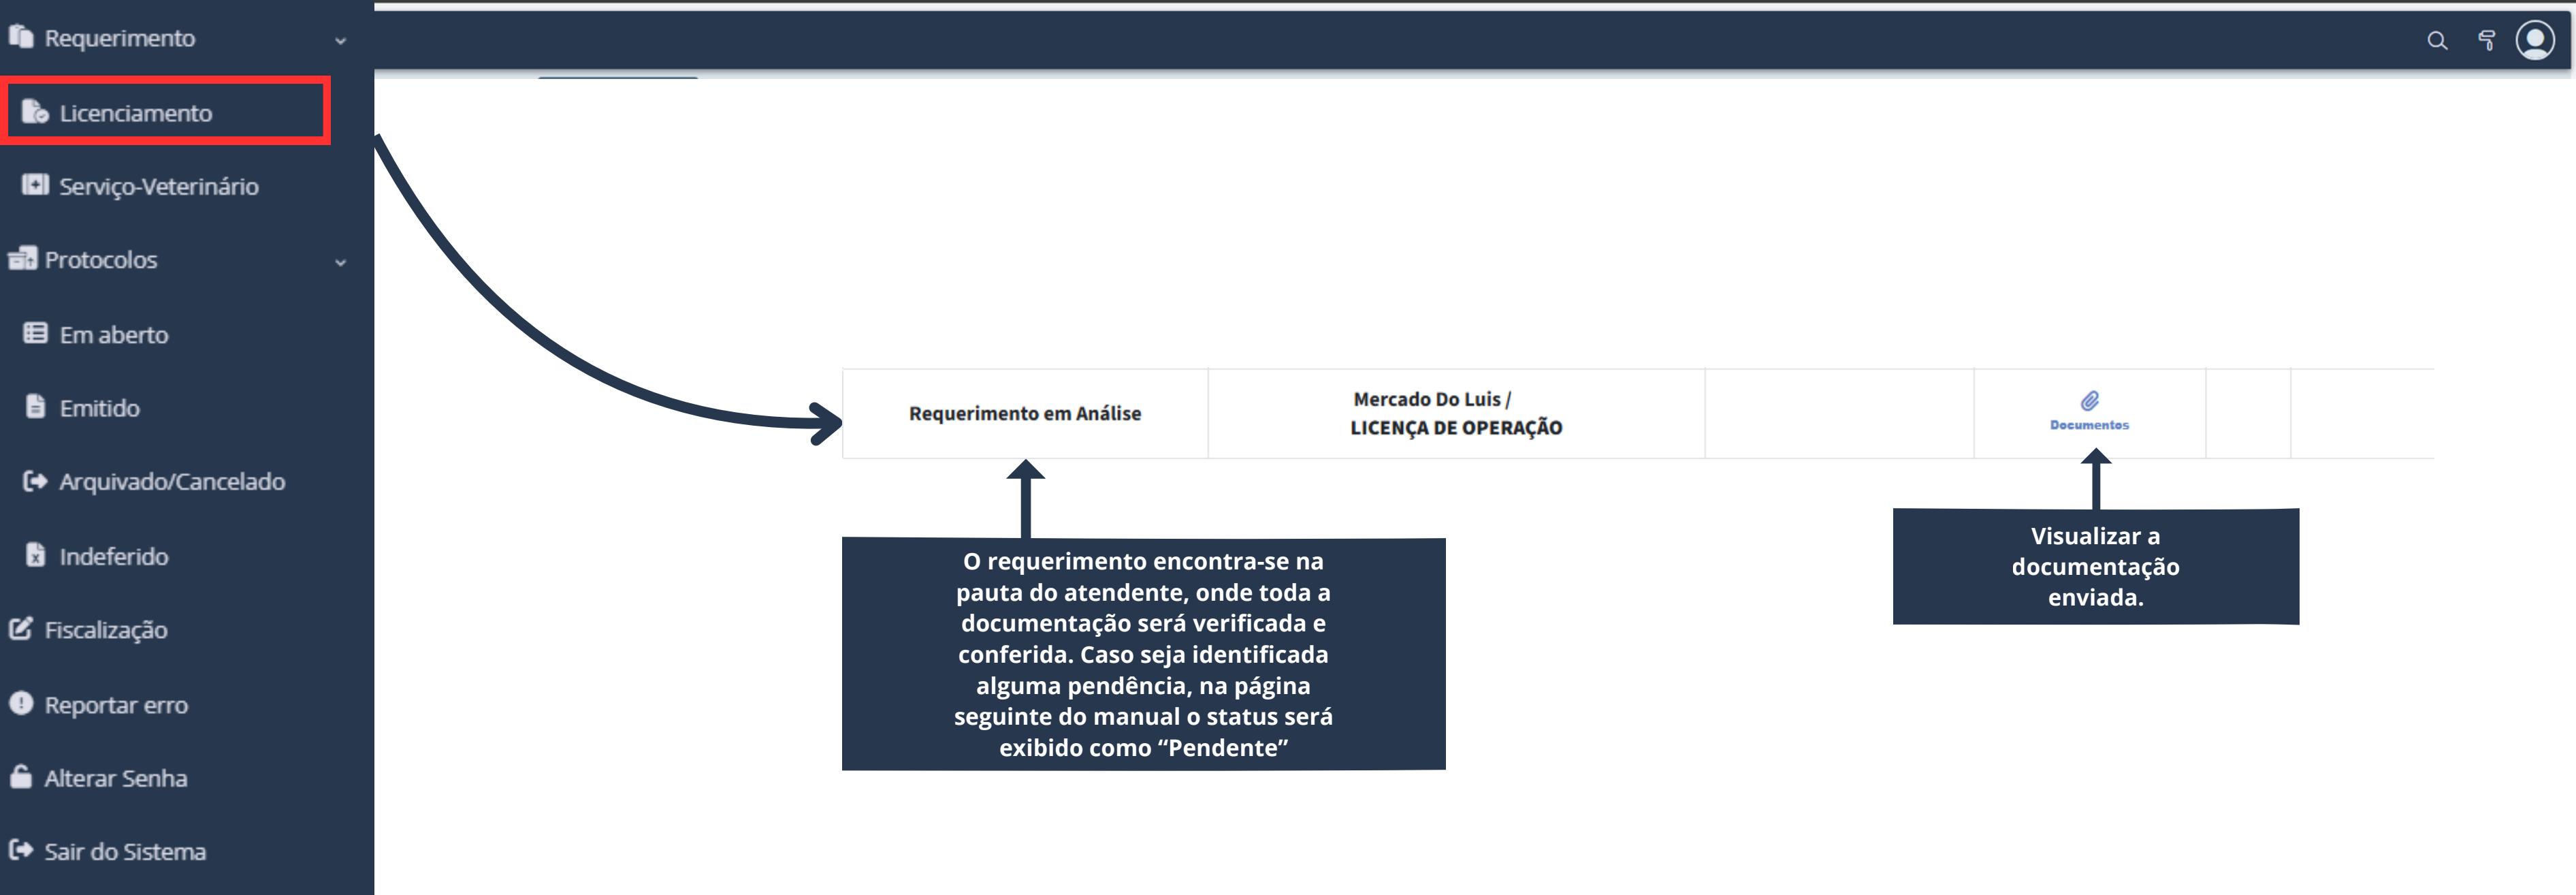 Requerimento
Licenciamento
Serviço-Veterinário
Protocolos
Em aberto
Emitido
Arquivado/Cancelado
Indeferido
Fiscalização
Reportar erro
Alterar Senha
Sair do Sistema
Requerimento em Análise
Mercado Do Luis /
LICENÇA DE OPERAÇÃO
Documentos
O requerimento encontra-se na
pauta do atendente, onde toda a
documentação será verificada e
conferida. Caso seja identificada
alguma pendência, na página
seguinte do manual o status será
exibido como “Pendente”
Visualizar a
documentação
enviada.